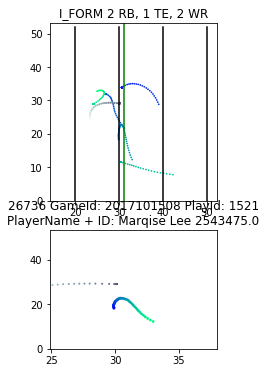 I_FORM 2 RB, 1 TE, 2 WR
50
40
30
20
10
0
20 30 40 50
26736 GameId: 2017101508 PlayId: 1521
PlayerName + ID: Marqise Lee 2543475.0
40
20
0
25 30 35